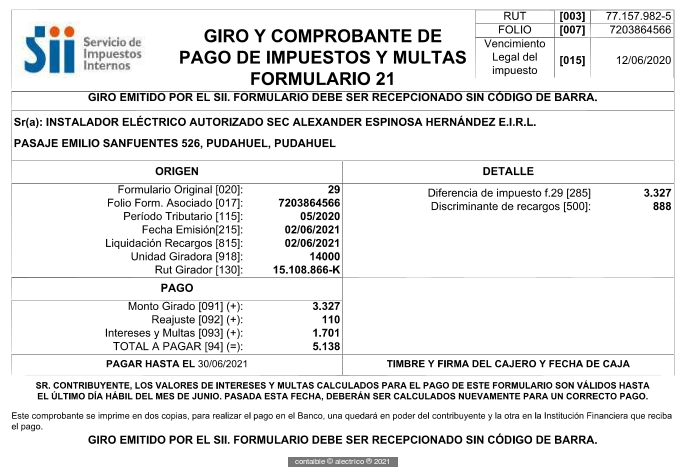 sii Servicio de
Impuestos
Internos
GIRO Y COMPROBANTE DE
PAGO DE IMPUESTOS Y MULTAS
FORMULARIO 21
RUT [003] 77.157.982-5
FOLIO [007] 7203864566
Vencimiento
Legal del
impuesto [015] 12/06/2020
GIRO EMITIDO POR EL SII. FORMULARIO DEBE SER RECEPCIONADO SIN CÓDIGO DE BARRA.
Sr(a): INSTALADOR ELÉCTRICO AUTORIZADO SEC ALEXANDER ESPINOSA HERNÁNDEZ E.I.R.L.
PASAJE EMILIO SANFUENTES 526, PUDAHUEL, PUDAHUEL
ORIGEN
Formulario Original [020]: 29
Folio Form. Asociado [017]: 7203864566
Período Tributario [115]: 05/2020
Fecha Emisión[215]: 02/06/2021
Liquidación Recargos [815]: 02/06/2021
Unidad Giradora [918]: 14000
Rut Girador [130]: 15.108.866-K
DETALLE
Diferencia de impuesto f.29 [285] 3.327
Discriminante de recargos [500]: 888
PAGO
Monto Girado [091] (+): 3.327
Reajuste [092] (+): 110
Intereses y Multas [093] (+): 1.701
TOTAL A PAGAR [94] (=): 5.138
PAGAR HASTA EL 30/06/2021
TIMBRE Y FIRMA DEL CAJERO Y FECHA DE CAJA
SR. CONTRIBUYENTE, LOS VALORES DE INTERESES Y MULTAS CALCULADOS PARA EL PAGO DE ESTE FORMULARIO SON VÁLIDOS HASTA
EL ÚLTIMO DÍA HÁBIL DEL MES DE JUNIO. PASADA ESTA FECHA, DEBERÁN SER CALCULADOS NUEVAMENTE PARA UN CORRECTO PAGO.
Este comprobante se imprime en dos copias, para realizar el pago en el Banco, una quedará en poder del contribuyente y la otra en la Institución Financiera que reciba
el pago.
GIRO EMITIDO POR EL SII. FORMULARIO DEBE SER RECEPCIONADO SIN CÓDIGO DE BARRA.
contalble © alectrico ® 2021